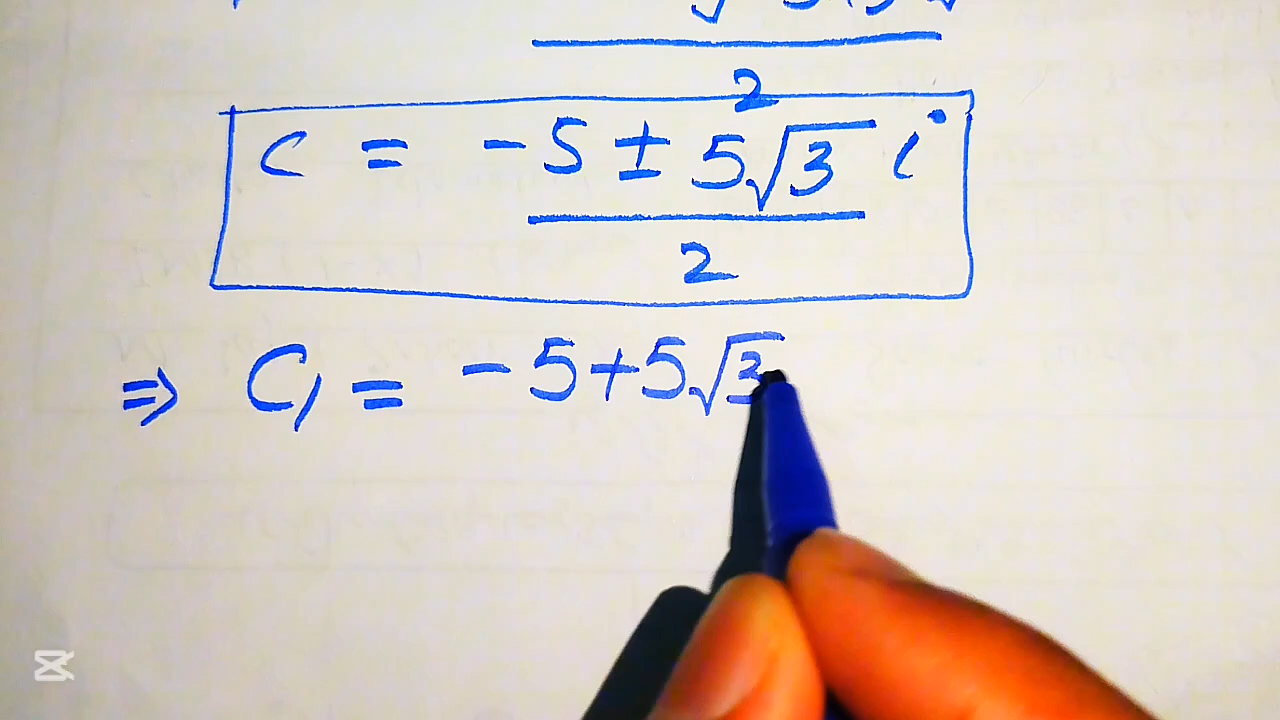 2
c = -5 ± 5√3 i
2
⇒ C₁ = -5+5√3